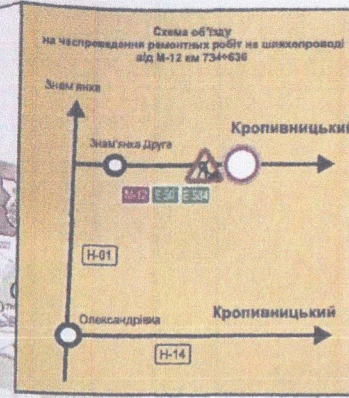 Схема об'їзду
на час проведення ремонтних робіт на шляхопроводі
а/д М-12 км 734+636
Знам'янка
Кропивницький
Знам'янка Друга
М-12 Е-50 Е-584
Н-01
Олександрівка
Кропивницький
Н-14